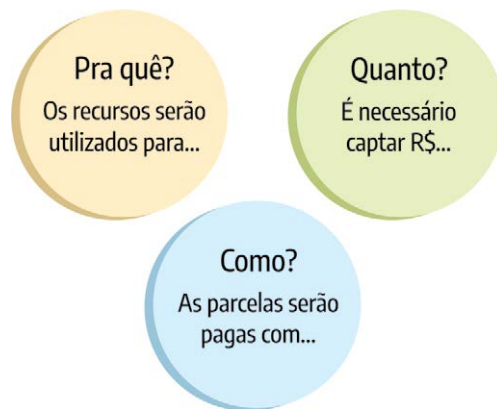 Pra quê?
Os recursos serão
utilizados para...
Quanto?
É necessário
captar R$...
Como?
As parcelas serão
pagas com...